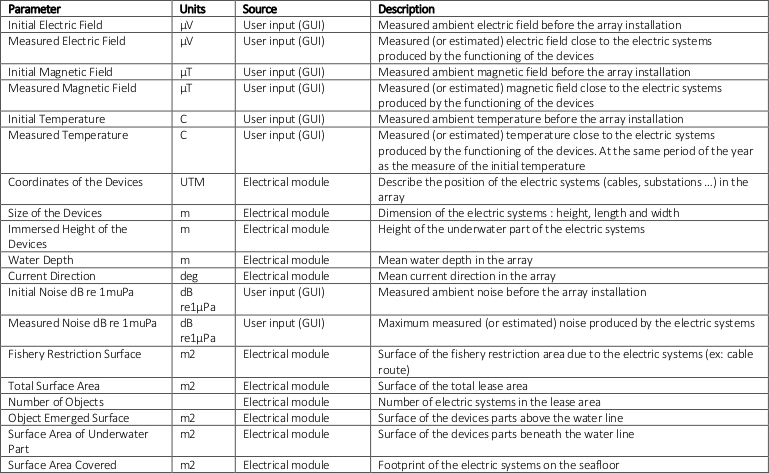 Parameter Units Source Description
Initial Electric Field µV User input (GUI) Measured ambient electric field before the array installation
Measured Electric Field µV User input (GUI) Measured (or estimated) electric field close to the electric systems
produced by the functioning of the devices
Initial Magnetic Field µT User input (GUI) Measured ambient magnetic field before the array installation
Measured Magnetic Field µT User input (GUI) Measured (or estimated) magnetic field close to the electric systems
produced by the functioning of the devices
Initial Temperature C User input (GUI) Measured ambient temperature before the array installation
Measured Temperature C User input (GUI) Measured (or estimated) temperature close to the electric systems
produced by the functioning of the devices. At the same period of the year
as the measure of the initial temperature
Coordinates of the Devices UTM Electrical module Describe the position of the electric systems (cables, substations ...) in the
array
Size of the Devices m Electrical module Dimension of the electric systems : height, length and width
Immersed Height of the m Electrical module Height of the underwater part of the electric systems
Devices
Water Depth m Electrical module Mean water depth in the array
Current Direction deg Electrical module Mean current direction in the array
Initial Noise dB re 1muPa dB User input (GUI) Measured ambient noise before the array installation
re1µPa
Measured Noise dB re 1muPa dB User input (GUI) Maximum measured (or estimated) noise produced by the electric systems
re1µPa
Fishery Restriction Surface m2 Electrical module Surface of the fishery restriction area due to the electric systems (ex: cable
route)
Total Surface Area m2 Electrical module Surface of the total lease area
Number of Objects Electrical module Number of electric systems in the lease area
Object Emerged Surface m2 Electrical module Surface of the devices parts above the water line
Surface Area of Underwater m2 Electrical module Surface of the devices parts beneath the water line
Part
Surface Area Covered m2 Electrical module Footprint of the electric systems on the seafloor